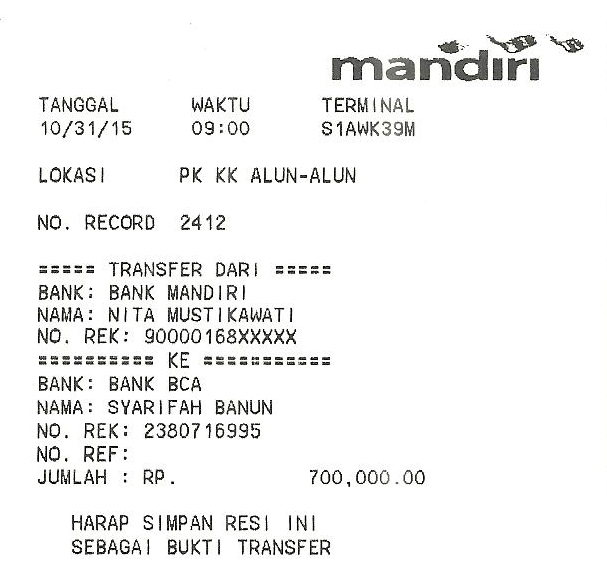 mandiri
TANGGAL WAKTU TERMINAL
10/31/15 09:00 S1AWK39M
LOKASI PK KK ALUN-ALUN
NO. RECORD 2412
===== TRANSFER DARI =====
BANK: BANK MANDIRI
NAMA: NITA MUSTIKAWATI
NO. REK: 90000168XXXXX
========== KE ===========
BANK: BANK BCA
NAMA: SYARIFAH BANUN
NO. REK: 2380716995
NO. REF:
JUMLAH : RP. 700,000.00
HARAP SIMPAN RESI INI
SEBAGAI BUKTI TRANSFER